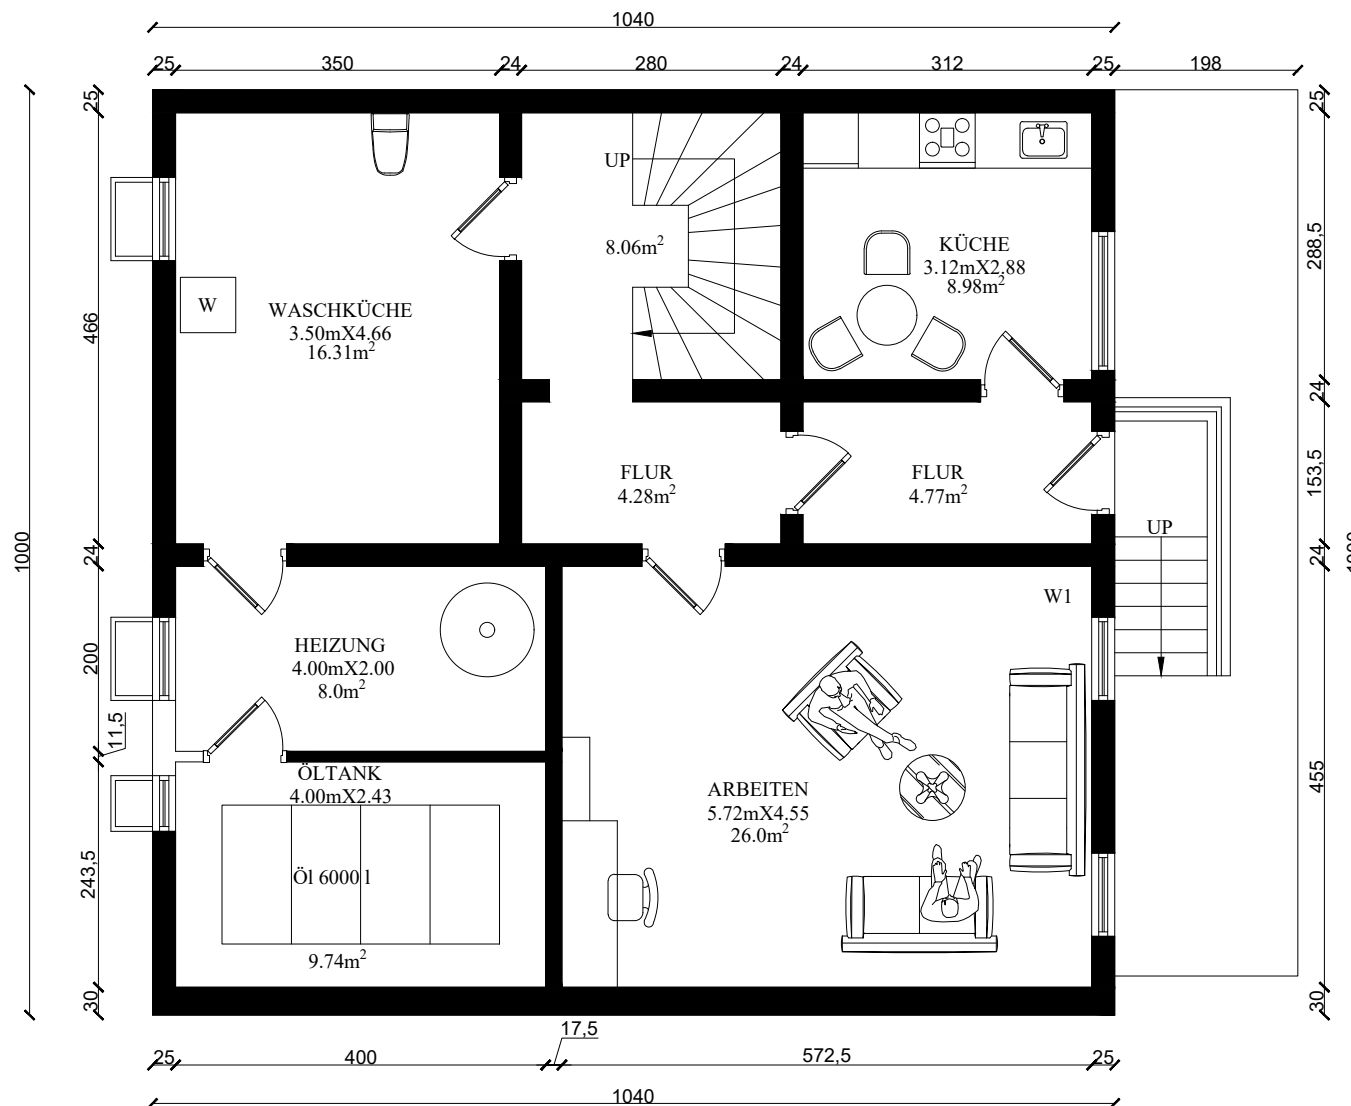 1040
25 350 24 280 24 312 25 198
25
25
UP
8.06m²
KÜCHE
3.12mX2.88
8.98m²
288,5
W
WASCHKÜCHE
3.50mX4.66
16.31m²
466
24
FLUR
4.28m²
FLUR
4.77m²
153,5
UP
1000
24
24
W1
HEIZUNG
4.00mX2.00
8.0m²
200
11,5
ÖLTANK
4.00mX2.43
ARBEITEN
5.72mX4.55
26.0m²
455
243,5
Öl 6000 l
9.74m²
30
30
17,5
25 400 572,5 25
1040